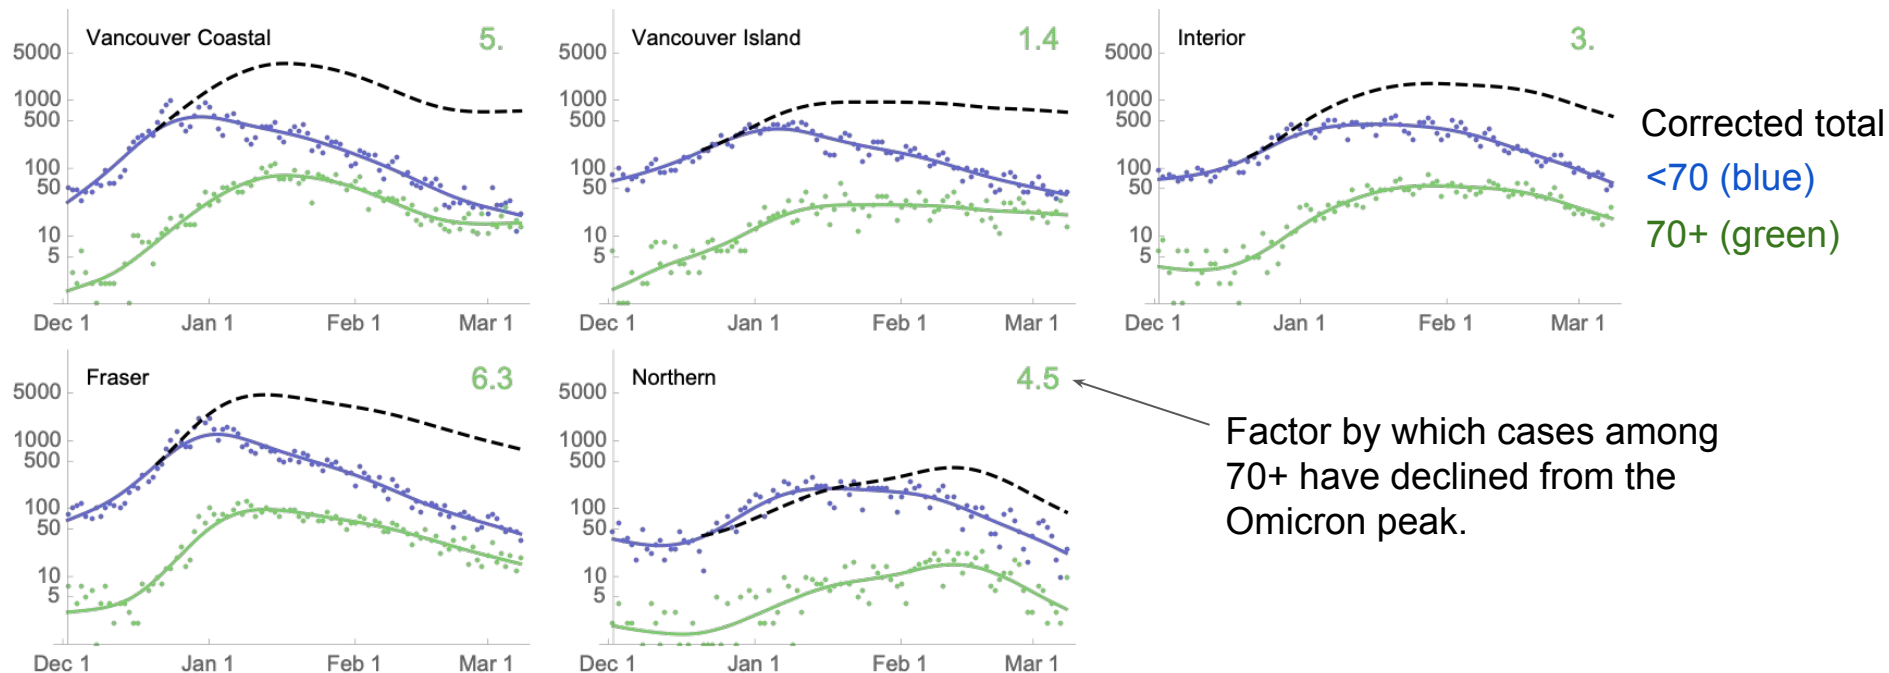 Vancouver Coastal 5.
5000
1000
500
100
50
10
5
Dec 1 Jan 1 Feb 1 Mar 1
Vancouver Island 1.4
5000
1000
500
100
50
10
5
Dec 1 Jan 1 Feb 1 Mar 1
Interior 3.
5000
1000
500
100
50
10
5
Dec 1 Jan 1 Feb 1 Mar 1
Corrected total
<70 (blue)
70+ (green)
Fraser 6.3
5000
1000
500
100
50
10
5
Dec 1 Jan 1 Feb 1 Mar 1
Northern 4.5
5000
1000
500
100
50
10
5
Dec 1 Jan 1 Feb 1 Mar 1
Factor by which cases among
70+ have declined from the
Omicron peak.